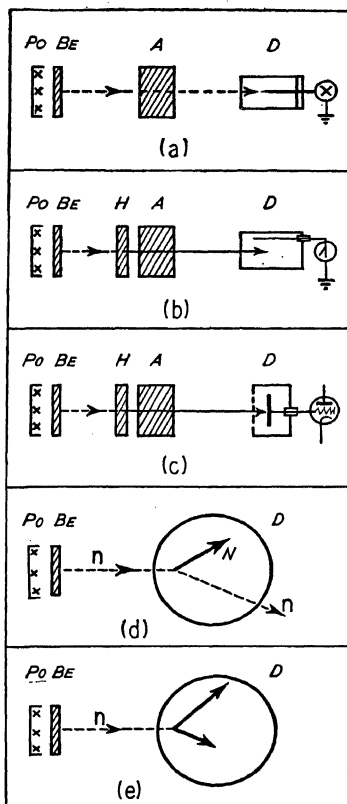 Po Be A D
(a)
Po Be H A D
(b)
Po Be H A D
(c)
Po Be D
n N
n
(d)
Po Be D
n
(e)